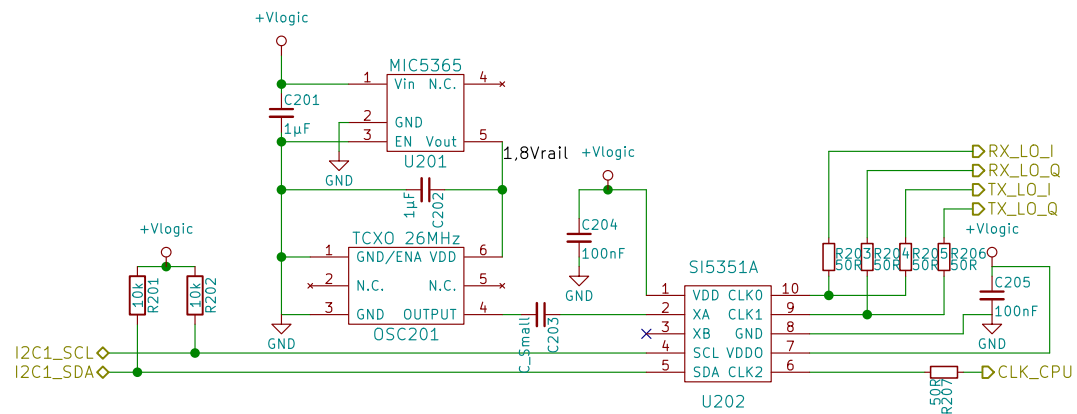 +Vlogic
MIC5365
1 Vin N.C. 4
C201
1µF
2 GND
3 EN Vout 5
U201
GND
1,8Vrail
+Vlogic
1µF
C202
RX_LO_I
RX_LO_Q
TX_LO_I
TX_LO_Q
+Vlogic
+Vlogic
C204
100nF
GND
TCXO 26MHz
1 GND/ENA VDD 6
2 N.C. N.C. 5
3 GND OUTPUT 4
OSC201
GND
10k
R201
10k
R202
R203
50R
R204
50R
R205
50R
R206
50R
C205
100nF
GND
C_Small
C203
SI5351A
1 VDD CLK0 10
2 XA CLK1 9
3 XB GND 8
4 SCL VDDO 7
5 SDA CLK2 6
U202
I2C1_SCL
I2C1_SDA
50R
R207
CLK_CPU